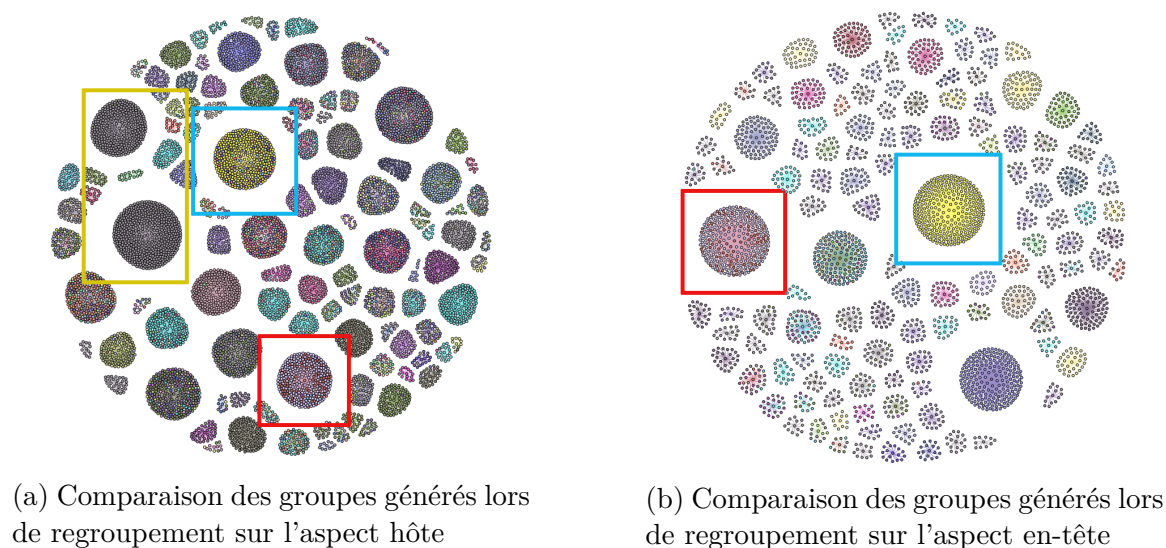 (a) Comparaison des groupes générés lors
de regroupement sur l'aspect hôte
(b) Comparaison des groupes générés lors
de regroupement sur l'aspect en-tête